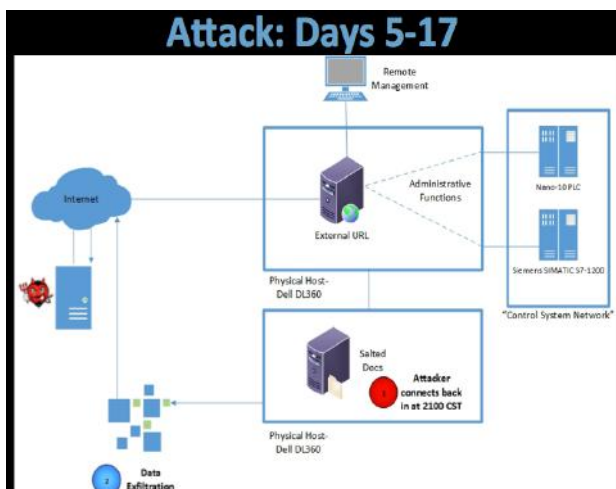 Attack: Days 5-17
Remote
Management
Internet
External URL
Administrative
Functions
Nano-10 PLC
Siemens SIMATIC S7-1200
"Control System Network"
Physical Host-
Dell DL360
Salted
Docs
1
Attacker
connects back
in at 2100 CST
Physical Host-
Dell DL360
2
Data
Exfiltration